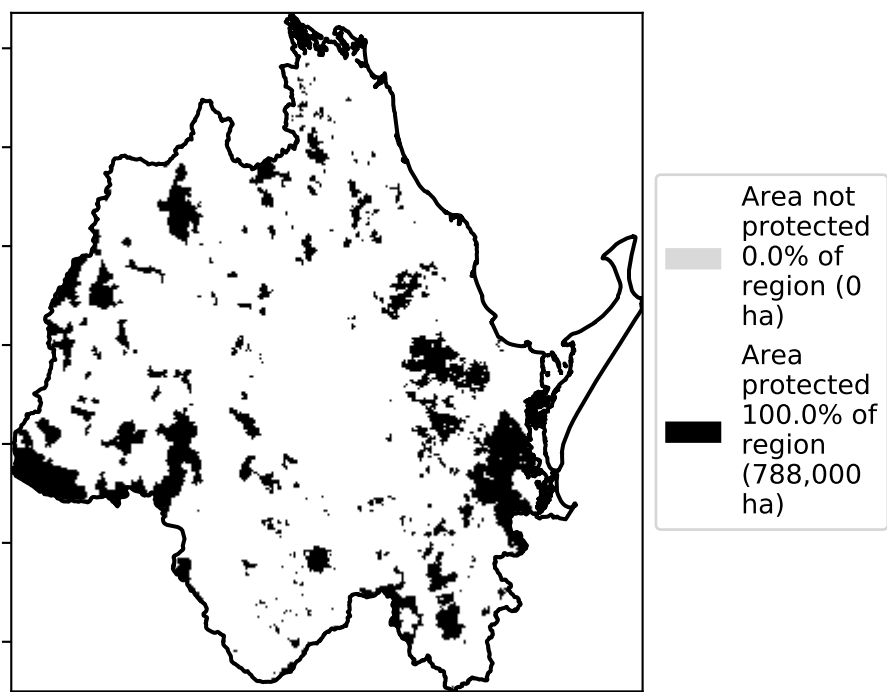 Area not
protected
0.0% of
region (0
ha)
Area
protected
100.0% of
region
(788,000
ha)